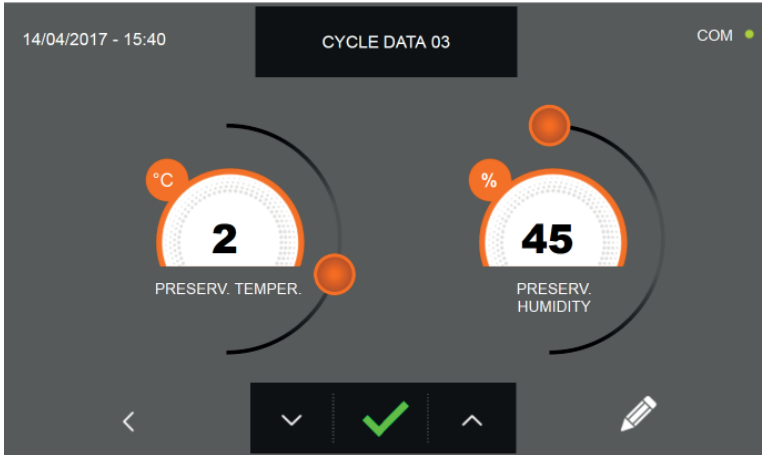 14/04/2017 - 15:40
CYCLE DATA 03
COM
°C
2
PRESERV. TEMPER.
%
45
PRESERV.
HUMIDITY